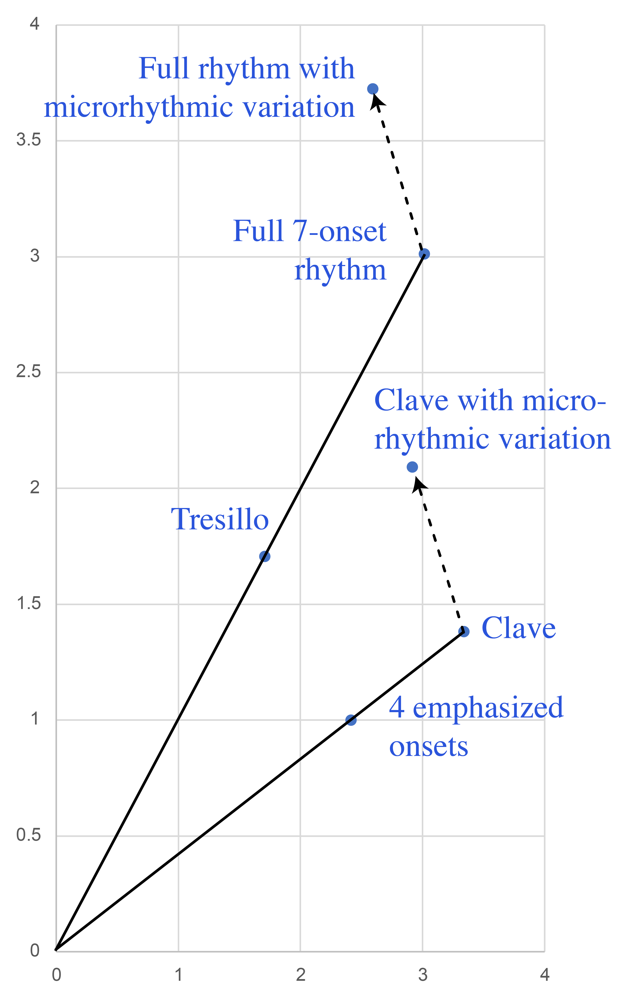 4
Full rhythm with
microrhythmic variation
3.5
Full 7-onset
rhythm
3
2.5
Clave with micro-
rhythmic variation
2
Tresillo
1.5
Clave
1
4 emphasized
onsets
0.5
0
0 1 2 3 4